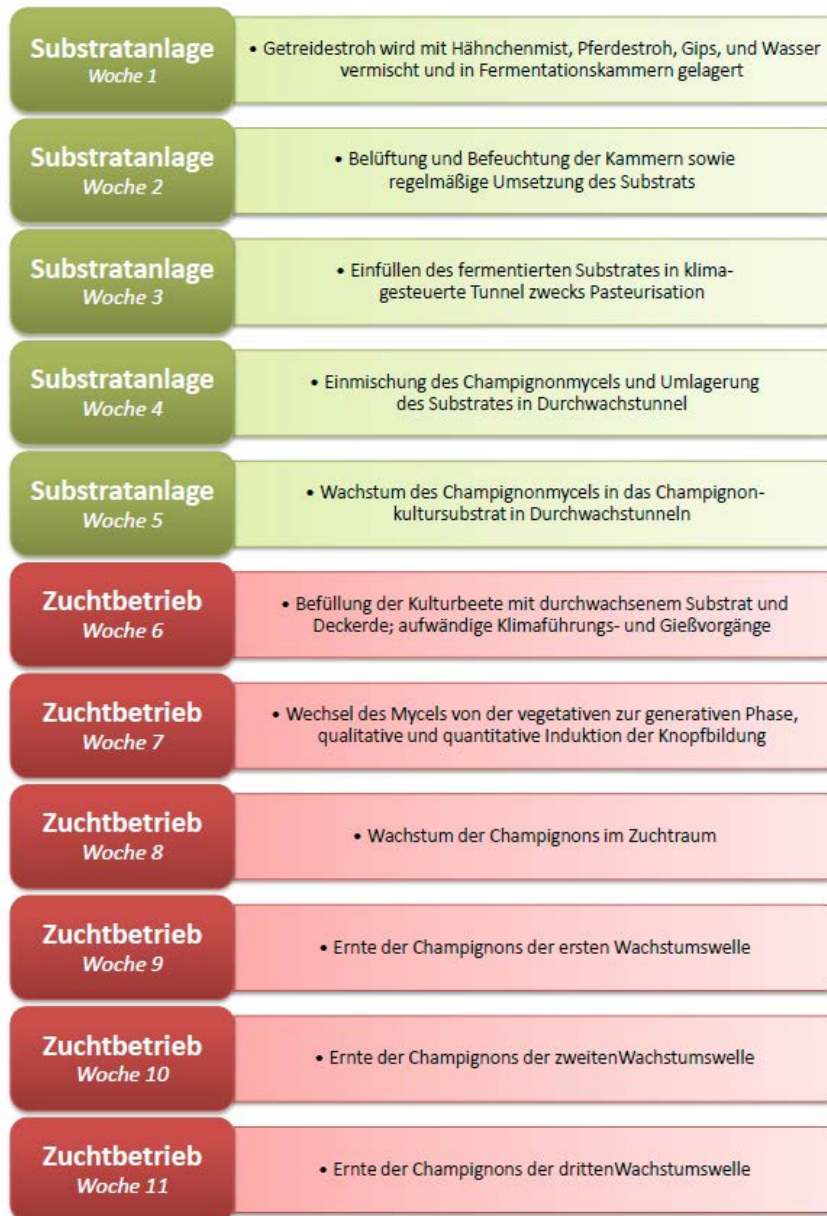 Substratanlage
Woche 1
• Getreidestroh wird mit Hähnchenmist, Pferdestroh, Gips, und Wasser
vermischt und in Fermentationskammern gelagert
Substratanlage
Woche 2
• Belüftung und Befeuchtung der Kammern sowie
regelmäßige Umsetzung des Substrats
Substratanlage
Woche 3
• Einfüllen des fermentierten Substrates in klima-
gesteuerte Tunnel zwecks Pasteurisation
Substratanlage
Woche 4
• Einmischung des Champignonmycels und Umlagerung
des Substrates in Durchwachstunnel
Substratanlage
Woche 5
• Wachstum des Champignonmycels in das Champignon-
kultursubstrat in Durchwachstunneln
Zuchtbetrieb
Woche 6
• Befüllung der Kulturbeete mit durchwachsenem Substrat und
Deckerde; aufwändige Klimaführungs- und Gießvorgänge
Zuchtbetrieb
Woche 7
• Wechsel des Mycels von der vegetativen zur generativen Phase,
qualitative und quantitative Induktion der Knopfbildung
Zuchtbetrieb
Woche 8
• Wachstum der Champignons im Zuchtraum
Zuchtbetrieb
Woche 9
• Ernte der Champignons der ersten Wachstumswelle
Zuchtbetrieb
Woche 10
• Ernte der Champignons der zweitenWachstumswelle
Zuchtbetrieb
Woche 11
• Ernte der Champignons der drittenWachstumswelle